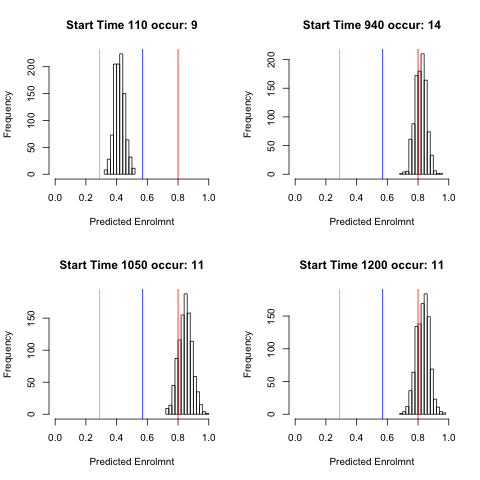 Start Time 110 occur: 9
Frequency
200
150
100
50
0
0.0 0.2 0.4 0.6 0.8 1.0
Predicted Enrolmnt
Start Time 940 occur: 14
Frequency
200
150
100
50
0
0.0 0.2 0.4 0.6 0.8 1.0
Predicted Enrolmnt
Start Time 1050 occur: 11
Frequency
150
100
50
0
0.0 0.2 0.4 0.6 0.8 1.0
Predicted Enrolmnt
Start Time 1200 occur: 11
Frequency
150
100
50
0
0.0 0.2 0.4 0.6 0.8 1.0
Predicted Enrolmnt